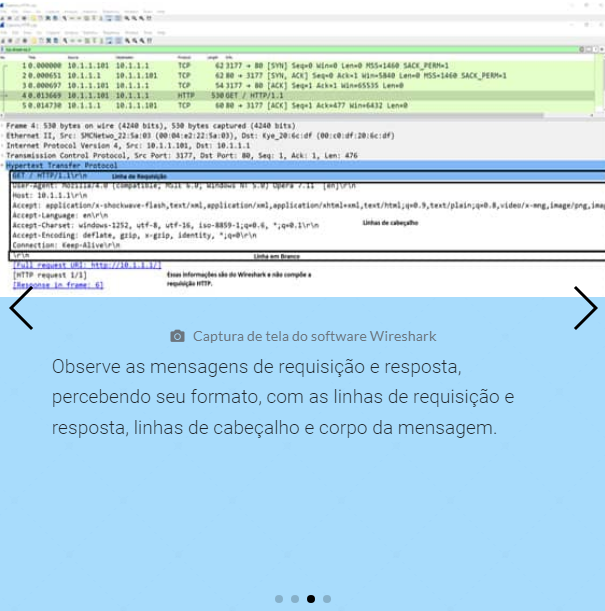 No. Time Source Destination Protocol Length Info
1 0.000000 10.1.1.101 10.1.1.1 TCP 62 3177 → 80 [SYN] Seq=0 Win=0 Len=0 MSS=1460 SACK_PERM=1
2 0.000651 10.1.1.1 10.1.1.101 TCP 62 80 → 3177 [SYN, ACK] Seq=0 Ack=1 Win=5840 Len=0 MSS=1460 SACK_PERM=1
3 0.000697 10.1.1.101 10.1.1.1 TCP 54 3177 → 80 [ACK] Seq=1 Ack=1 Win=65535 Len=0
4 0.013669 10.1.1.101 10.1.1.1 HTTP 530 GET / HTTP/1.1
5 0.014730 10.1.1.1 10.1.1.101 TCP 60 80 → 3177 [ACK] Seq=1 Ack=477 Win=6432 Len=0
Frame 4: 530 bytes on wire (4240 bits), 530 bytes captured (4240 bits)
Ethernet II, Src: SMCNetwo_22:5a:03 (00:04:e2:22:5a:03), Dst: Kye_20:6c:df (00:c0:df:20:6c:df)
Internet Protocol Version 4, Src: 10.1.1.101, Dst: 10.1.1.1
Transmission Control Protocol, Src Port: 3177, Dst Port: 80, Seq: 1, Ack: 1, Len: 476
Hypertext Transfer Protocol
GET / HTTP/1.1\r\n Linha de Requisição
User-Agent: Mozilla/4.0 (compatible; MSIE 6.0; Windows NT 5.0) Opera 7.11 [en]\r\n
Host: 10.1.1.1\r\n
Accept: application/x-shockwave-flash,text/xml,application/xml,application/xhtml+xml,text/html;q=0.9,text/plain;q=0.8,video/x-mng,image/png,ima
Accept-Language: en\r\n Linhas de cabeçalho
Accept-Charset: windows-1252, utf-8, utf-16, iso-8859-1;q=0.6, *;q=0.1\r\n
Accept-Encoding: deflate, gzip, x-gzip, identity, *;q=0\r\n
Connection: Keep-Alive\r\n
\r\n Linha em Branco
[Full request URI: http://10.1.1.1/]
[HTTP request 1/1] Essas informações são do Wireshark e não compõe a
[Response in frame: 6] requisição HTTP.
Captura de tela do software Wireshark
Observe as mensagens de requisição e resposta,
percebendo seu formato, com as linhas de requisição e
resposta, linhas de cabeçalho e corpo da mensagem.